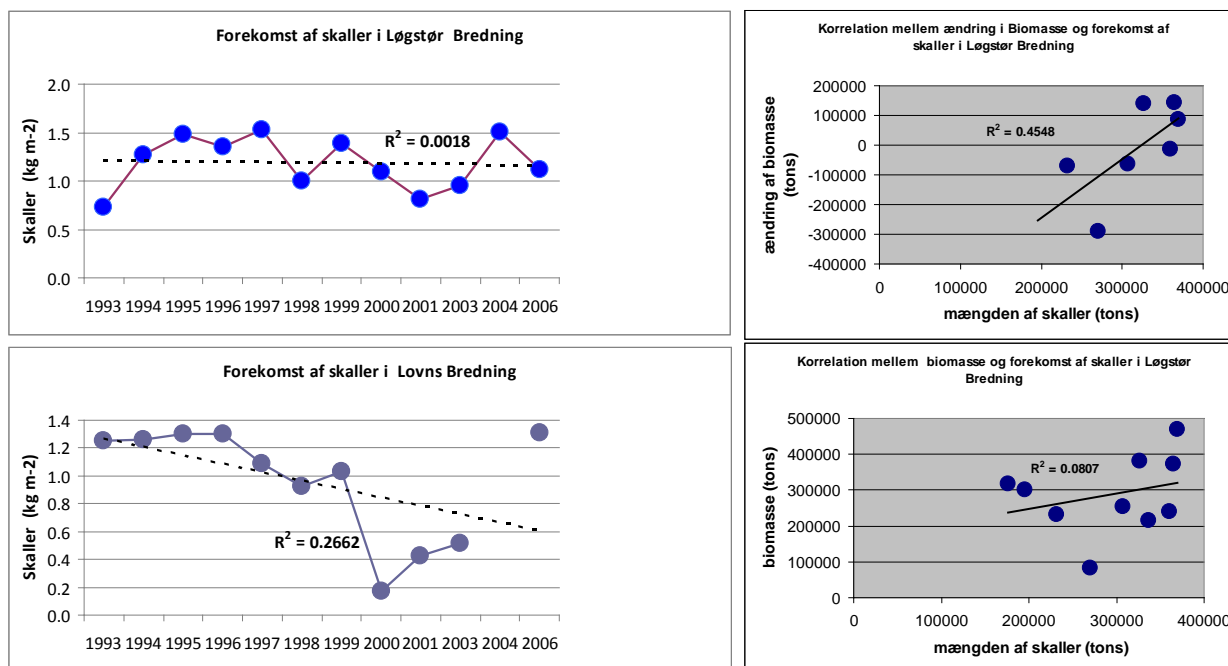 Forekomst af skaller i Løgstør Bredning
Skaller (kg m-2)
2.0
1.5
1.0
0.5
0.0
R² = 0.0018
1993 1994 1995 1996 1997 1998 1999 2000 2001 2003 2004 2006
Korrelation mellem ændring i Biomasse og forekomst af
skaller i Løgstør Bredning
ændring af biomasse
(tons)
200000
100000
0
-100000
-200000
-300000
-400000
R² = 0.4548
0 100000 200000 300000 400000
mængden af skaller (tons)
Forekomst af skaller i Lovns Bredning
Skaller (kg m-2)
1.4
1.2
1.0
0.8
0.6
0.4
0.2
0.0
R² = 0.2662
1993 1994 1995 1996 1997 1998 1999 2000 2001 2003 2004 2006
Korrelation mellem biomasse og forekomst af skaller i Løgstør
Bredning
biomasse (tons)
500000
400000
300000
200000
100000
0
R² = 0.0807
0 100000 200000 300000 400000
mængden af skaller (tons)